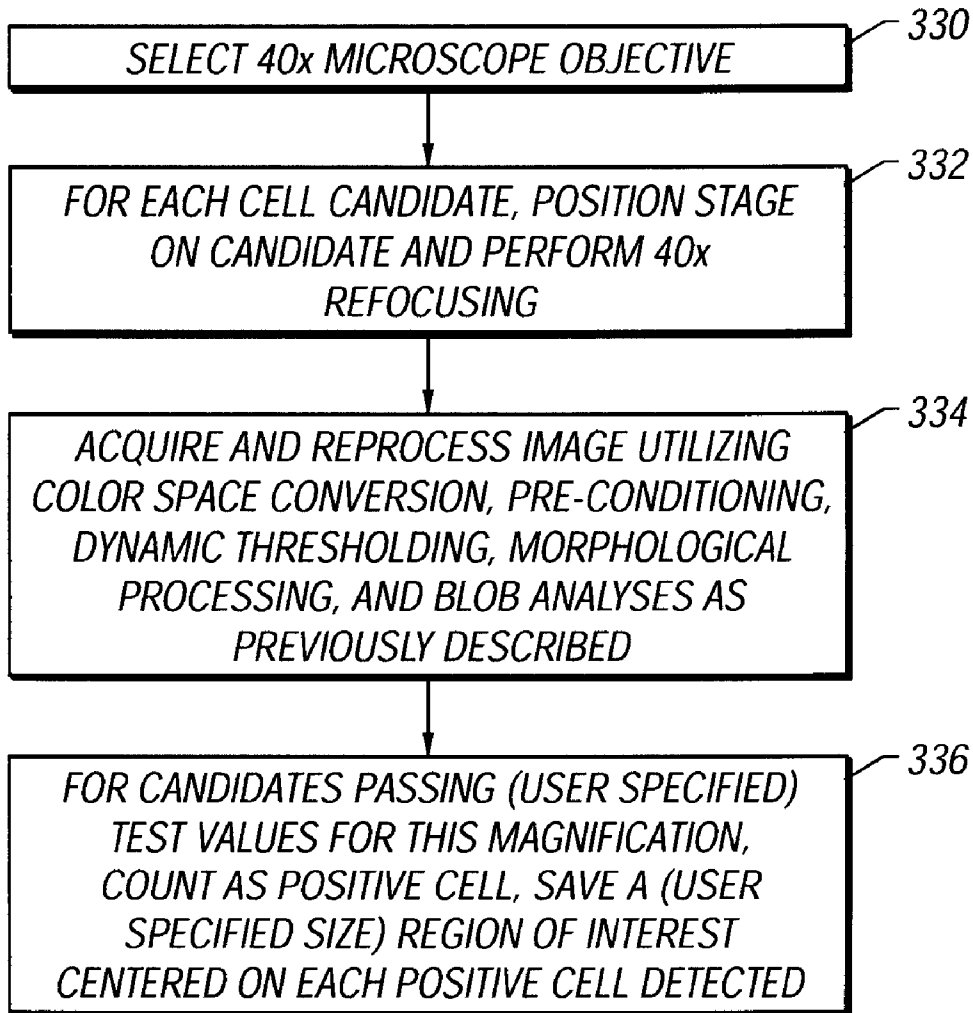 330
SELECT 40x MICROSCOPE OBJECTIVE
332
FOR EACH CELL CANDIDATE, POSITION STAGE
ON CANDIDATE AND PERFORM 40x
REFOCUSING
334
ACQUIRE AND REPROCESS IMAGE UTILIZING
COLOR SPACE CONVERSION, PRE-CONDITIONING,
DYNAMIC THRESHOLDING, MORPHOLOGICAL
PROCESSING, AND BLOB ANALYSES AS
PREVIOUSLY DESCRIBED
336
FOR CANDIDATES PASSING (USER SPECIFIED)
TEST VALUES FOR THIS MAGNIFICATION,
COUNT AS POSITIVE CELL, SAVE A (USER
SPECIFIED SIZE) REGION OF INTEREST
CENTERED ON EACH POSITIVE CELL DETECTED